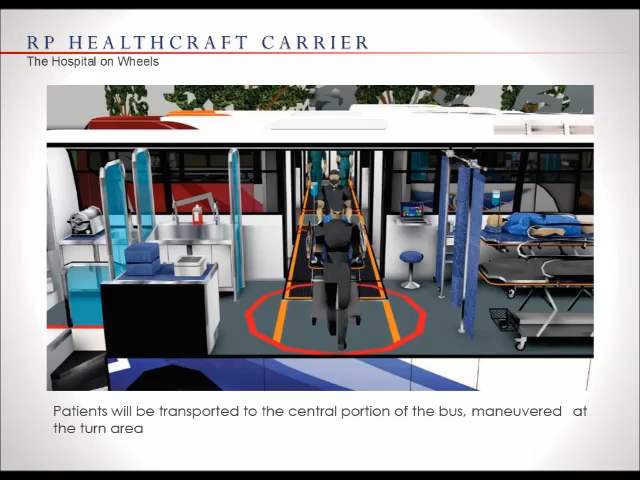 RP HEALTHCRAFT CARRIER
The Hospital on Wheels
Patients will be transported to the central portion of the bus, maneuvered at
the turn area